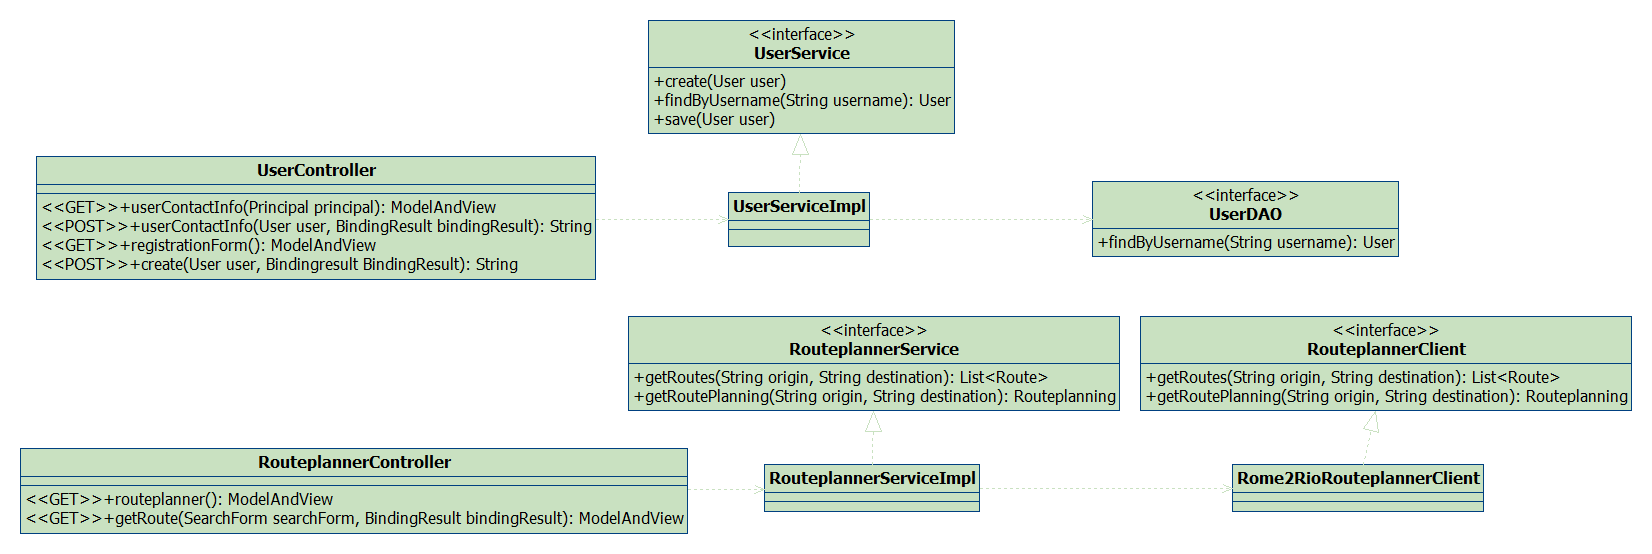 <<interface>>
UserService
+create(User user)
+findByUsername(String username): User
+save(User user)
UserController
<<GET>>+userContactInfo(Principal principal): ModelAndView
<<POST>>+userContactInfo(User user, BindingResult bindingResult): String
<<GET>>+registrationForm(): ModelAndView
<<POST>>+create(User user, Bindingresult BindingResult): String
UserServiceImpl
<<interface>>
UserDAO
+findByUsername(String username): User
<<interface>>
RouteplannerService
+getRoutes(String origin, String destination): List<Route>
+getRoutePlanning(String origin, String destination): Routeplanning
<<interface>>
RouteplannerClient
+getRoutes(String origin, String destination): List<Route>
+getRoutePlanning(String origin, String destination): Routeplanning
RouteplannerController
<<GET>>+routeplanner(): ModelAndView
<<GET>>+getRoute(SearchForm searchForm, BindingResult bindingResult): ModelAndView
RouteplannerServiceImpl
Rome2RioRouteplannerClient